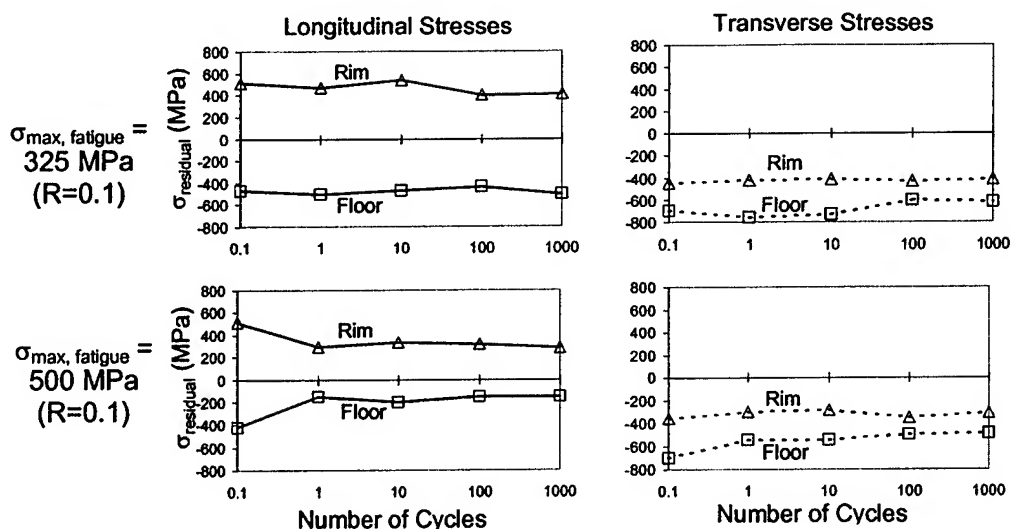 Longitudinal Stresses
Transverse Stresses
σmax, fatigue =
325 MPa
(R=0.1)
σresidual (MPa)
800
600
400
200
0
-200
-400
-600
-800
Rim
Floor
0.1 1 10 100 1000
800
600
400
200
0
-200
-400
-600
-800
Rim
Floor
0.1 1 10 100 1000
σmax, fatigue =
500 MPa
(R=0.1)
σresidual (MPa)
800
600
400
200
0
-200
-400
-600
-800
Rim
Floor
0.1 1 10 100 1000
Number of Cycles
800
600
400
200
0
-200
-400
-600
-800
Rim
Floor
0.1 1 10 100 1000
Number of Cycles